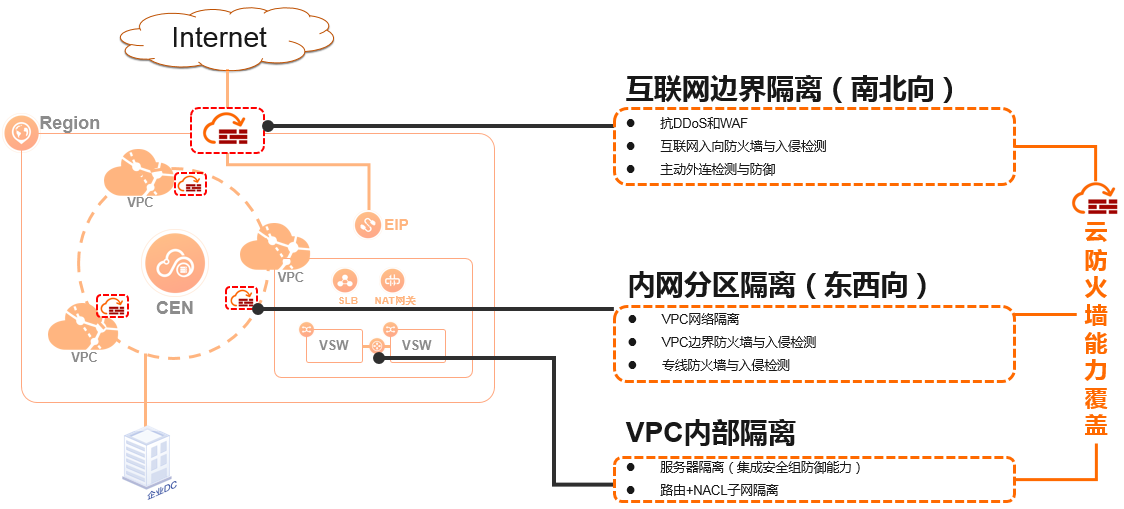 Internet
Region
VPC
EIP
VPC
CEN
SLB
NAT网关
VSW
VSW
VPC
企业DC
互联网边界隔离（南北向）
抗DDoS和WAF
互联网入向防火墙与入侵检测
主动外连检测与防御
内网分区隔离（东西向）
VPC网络隔离
VPC边界防火墙与入侵检测
专线防火墙与入侵检测
VPC内部隔离
服务器隔离（集成安全组防御能力）
路由+NACL子网隔离
云防火墙能力覆盖